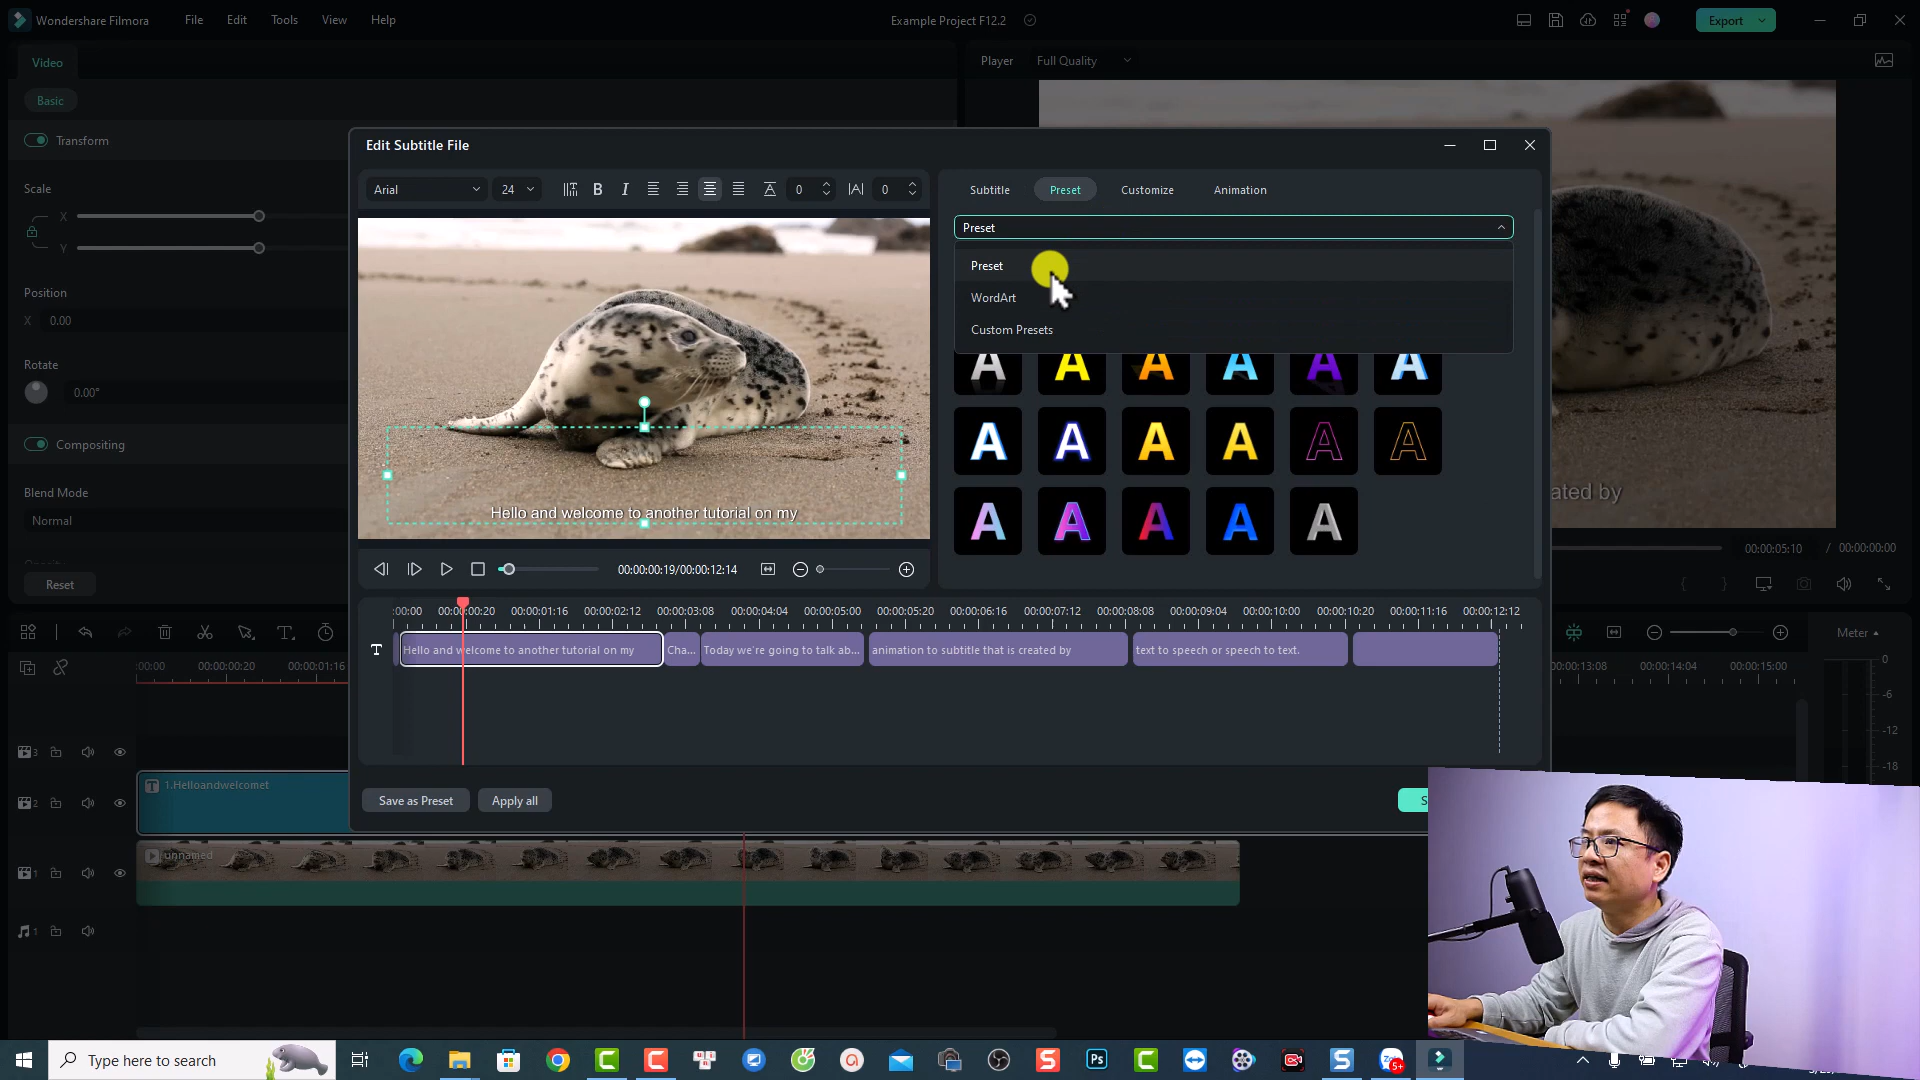 Wondershare Filmora
File
Edit
Tools
View
Help
Example Project F12.2
Export
Video
Player
Full Quality
Basic
Transform
Scale
X
Y
Position
X 0.00
Rotate
0.00°
Compositing
Blend Mode
Normal
Reset
Edit Subtitle File
Arial
24
B
I
0
0
Subtitle
Preset
Customize
Animation
Preset
Preset
WordArt
Custom Presets
A A A A A A
A A A A A A
A A A A A
Hello and welcome to another tutorial on my
ated by
00:00:00:19/00:00:12:14
00:00:05:10 / 00:00:00:00
:00:00 00:00:00:20 00:00:01:16 00:00:02:12 00:00:03:08 00:00:04:04 00:00:05:00 00:00:05:20 00:00:06:16 00:00:07:12 00:00:08:08 00:00:09:04 00:00:10:00 00:00:10:20 00:00:11:16 00:00:12:12
T
Hello and welcome to another tutorial on my
Cha...
Today we're going to talk ab...
animation to subtitle that is created by
text to speech or speech to text.
Meter
:00:00 00:00:00:20 00:00:01:16
00:00:13:08 00:00:14:04 00:00:15:00
0
-6
-12
-18
3
2
1
1
1.Helloandwelcomet
unnamed
Save as Preset
Apply all
S
Type here to search
Ps
5+